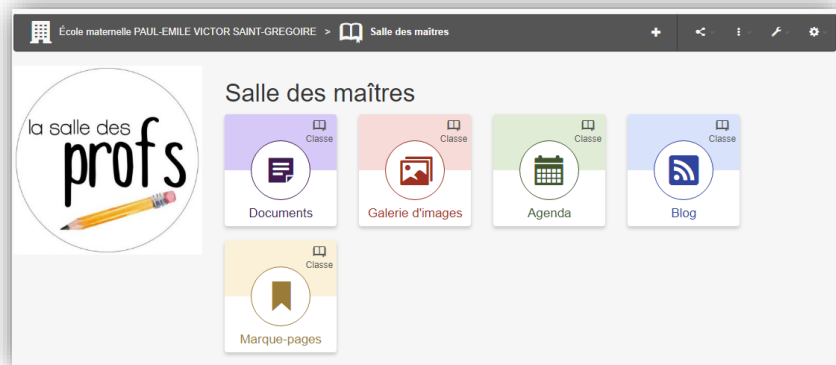 École maternelle PAUL-EMILE VICTOR SAINT-GREGOIRE > Salle des maîtres
la salle des
profs
Salle des maîtres
Classe
Classe
Classe
Classe
Documents
Galerie d'images
Agenda
Blog
Classe
Marque-pages